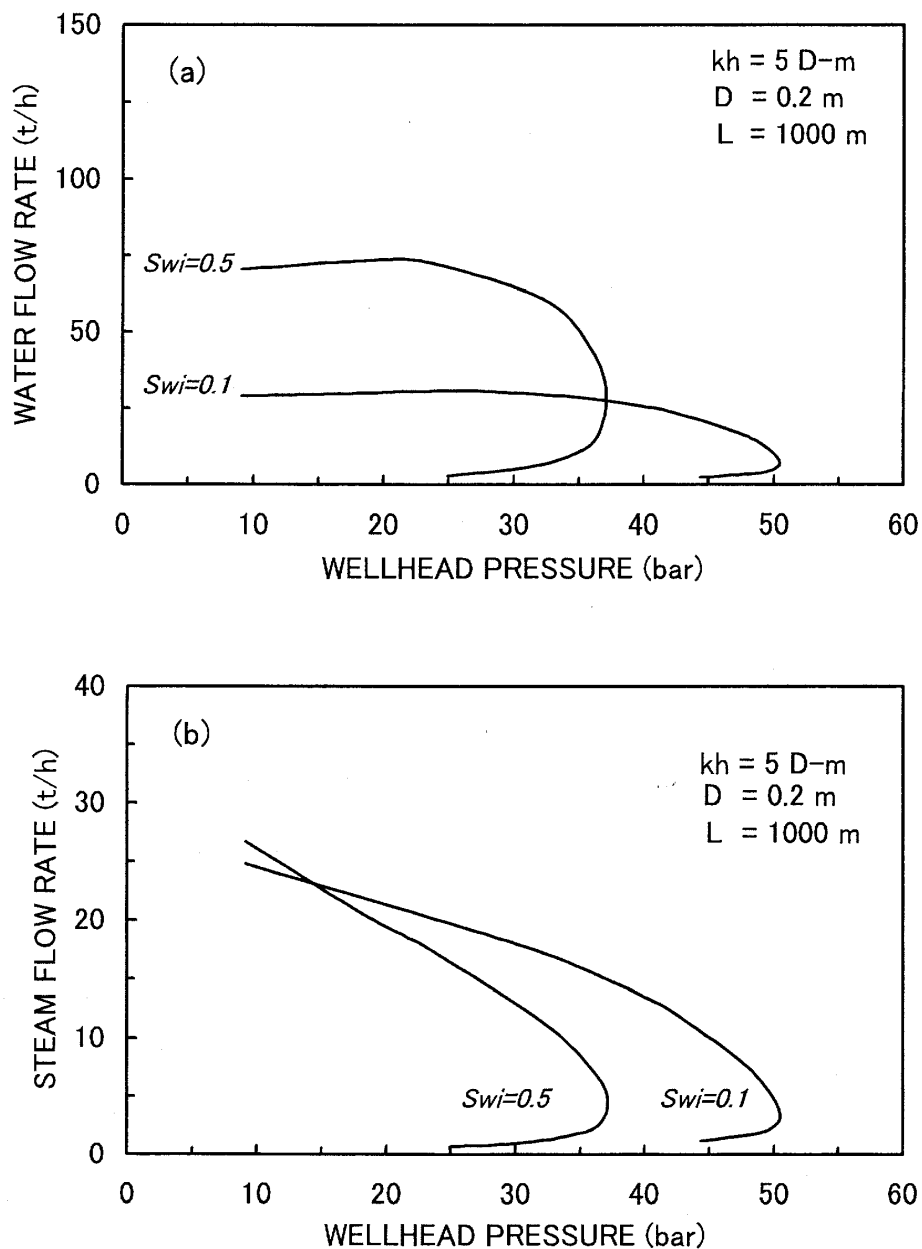 150
(a)
kh = 5 D-m
D = 0.2 m
L = 1000 m
WATER FLOW RATE (t/h)
100
Swi=0.5
50
Swi=0.1
0
0 10 20 30 40 50 60
WELLHEAD PRESSURE (bar)
40
(b)
kh = 5 D-m
D = 0.2 m
L = 1000 m
STEAM FLOW RATE (t/h)
30
20
10
Swi=0.5 Swi=0.1
0
0 10 20 30 40 50 60
WELLHEAD PRESSURE (bar)